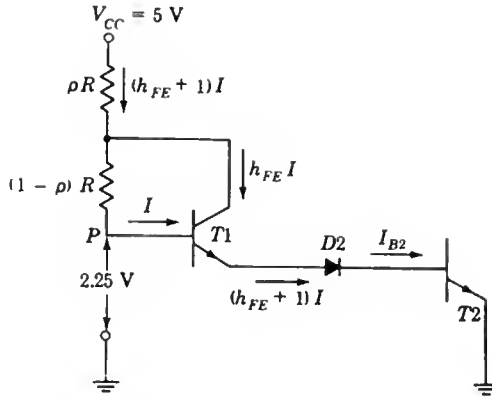 V_CC = 5 V
ρR
(h_FE + 1) I
(1 − ρ) R
h_FE I
I
P
T1
2.25 V
D2
I_B2
(h_FE + 1) I
T2